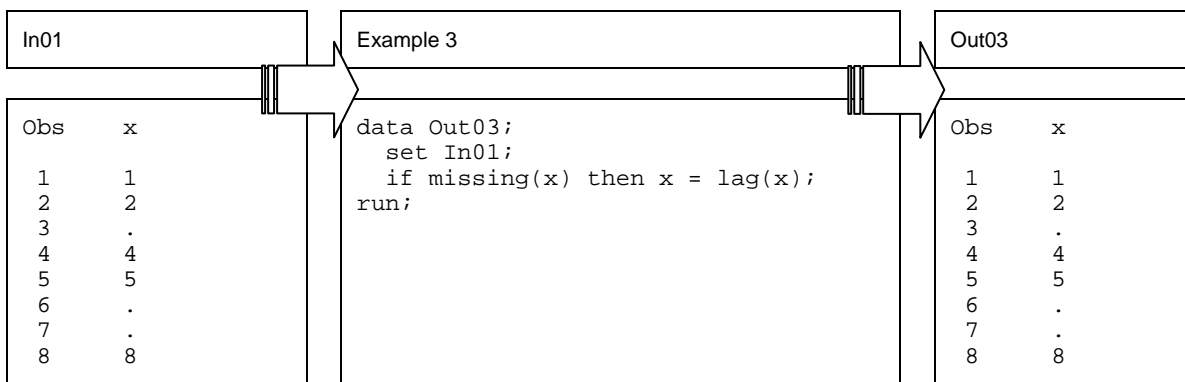 In01
Obs x
1 1
2 2
3 .
4 4
5 5
6 .
7 .
8 8
Example 3
data Out03;
set In01;
if missing(x) then x = lag(x);
run;
Out03
Obs x
1 1
2 2
3 .
4 4
5 5
6 .
7 .
8 8